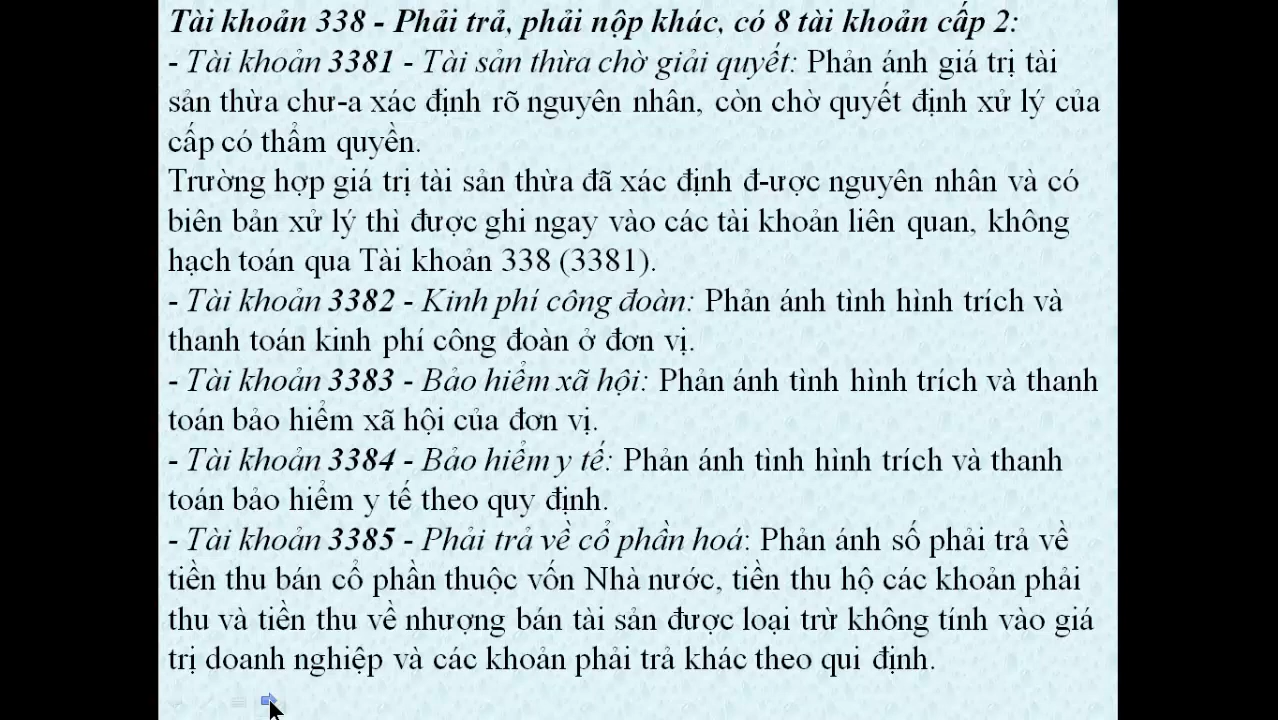 Tài khoản 338 - Phải trả, phải nộp khác, có 8 tài khoản cấp 2:
- Tài khoản 3381 - Tài sản thừa chờ giải quyết: Phản ánh giá trị tài
sản thừa chư-a xác định rõ nguyên nhân, còn chờ quyết định xử lý của
cấp có thẩm quyền.
Trường hợp giá trị tài sản thừa đã xác định đ-ược nguyên nhân và có
biên bản xử lý thì được ghi ngay vào các tài khoản liên quan, không
hạch toán qua Tài khoản 338 (3381).
- Tài khoản 3382 - Kinh phí công đoàn: Phản ánh tình hình trích và
thanh toán kinh phí công đoàn ở đơn vị.
- Tài khoản 3383 - Bảo hiểm xã hội: Phản ánh tình hình trích và thanh
toán bảo hiểm xã hội của đơn vị.
- Tài khoản 3384 - Bảo hiểm y tế: Phản ánh tình hình trích và thanh
toán bảo hiểm y tế theo quy định.
- Tài khoản 3385 - Phải trả về cổ phần hoá: Phản ánh số phải trả về
tiền thu bán cổ phần thuộc vốn Nhà nước, tiền thu hộ các khoản phải
thu và tiền thu về nhượng bán tài sản được loại trừ không tính vào giá
trị doanh nghiệp và các khoản phải trả khác theo qui định.